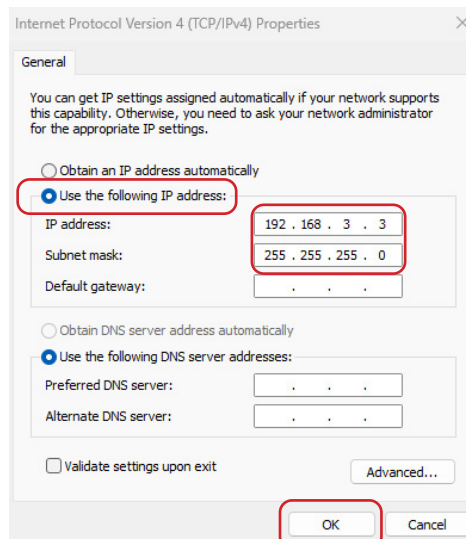 Internet Protocol Version 4 (TCP/IPv4) Properties
General
You can get IP settings assigned automatically if your network supports
this capability. Otherwise, you need to ask your network administrator
for the appropriate IP settings.
Obtain an IP address automatically
Use the following IP address:
IP address: 192 . 168 . 3 . 3
Subnet mask: 255 . 255 . 255 . 0
Default gateway: . . .
Obtain DNS server address automatically
Use the following DNS server addresses:
Preferred DNS server: . . .
Alternate DNS server: . . .
Validate settings upon exit
Advanced...
OK Cancel